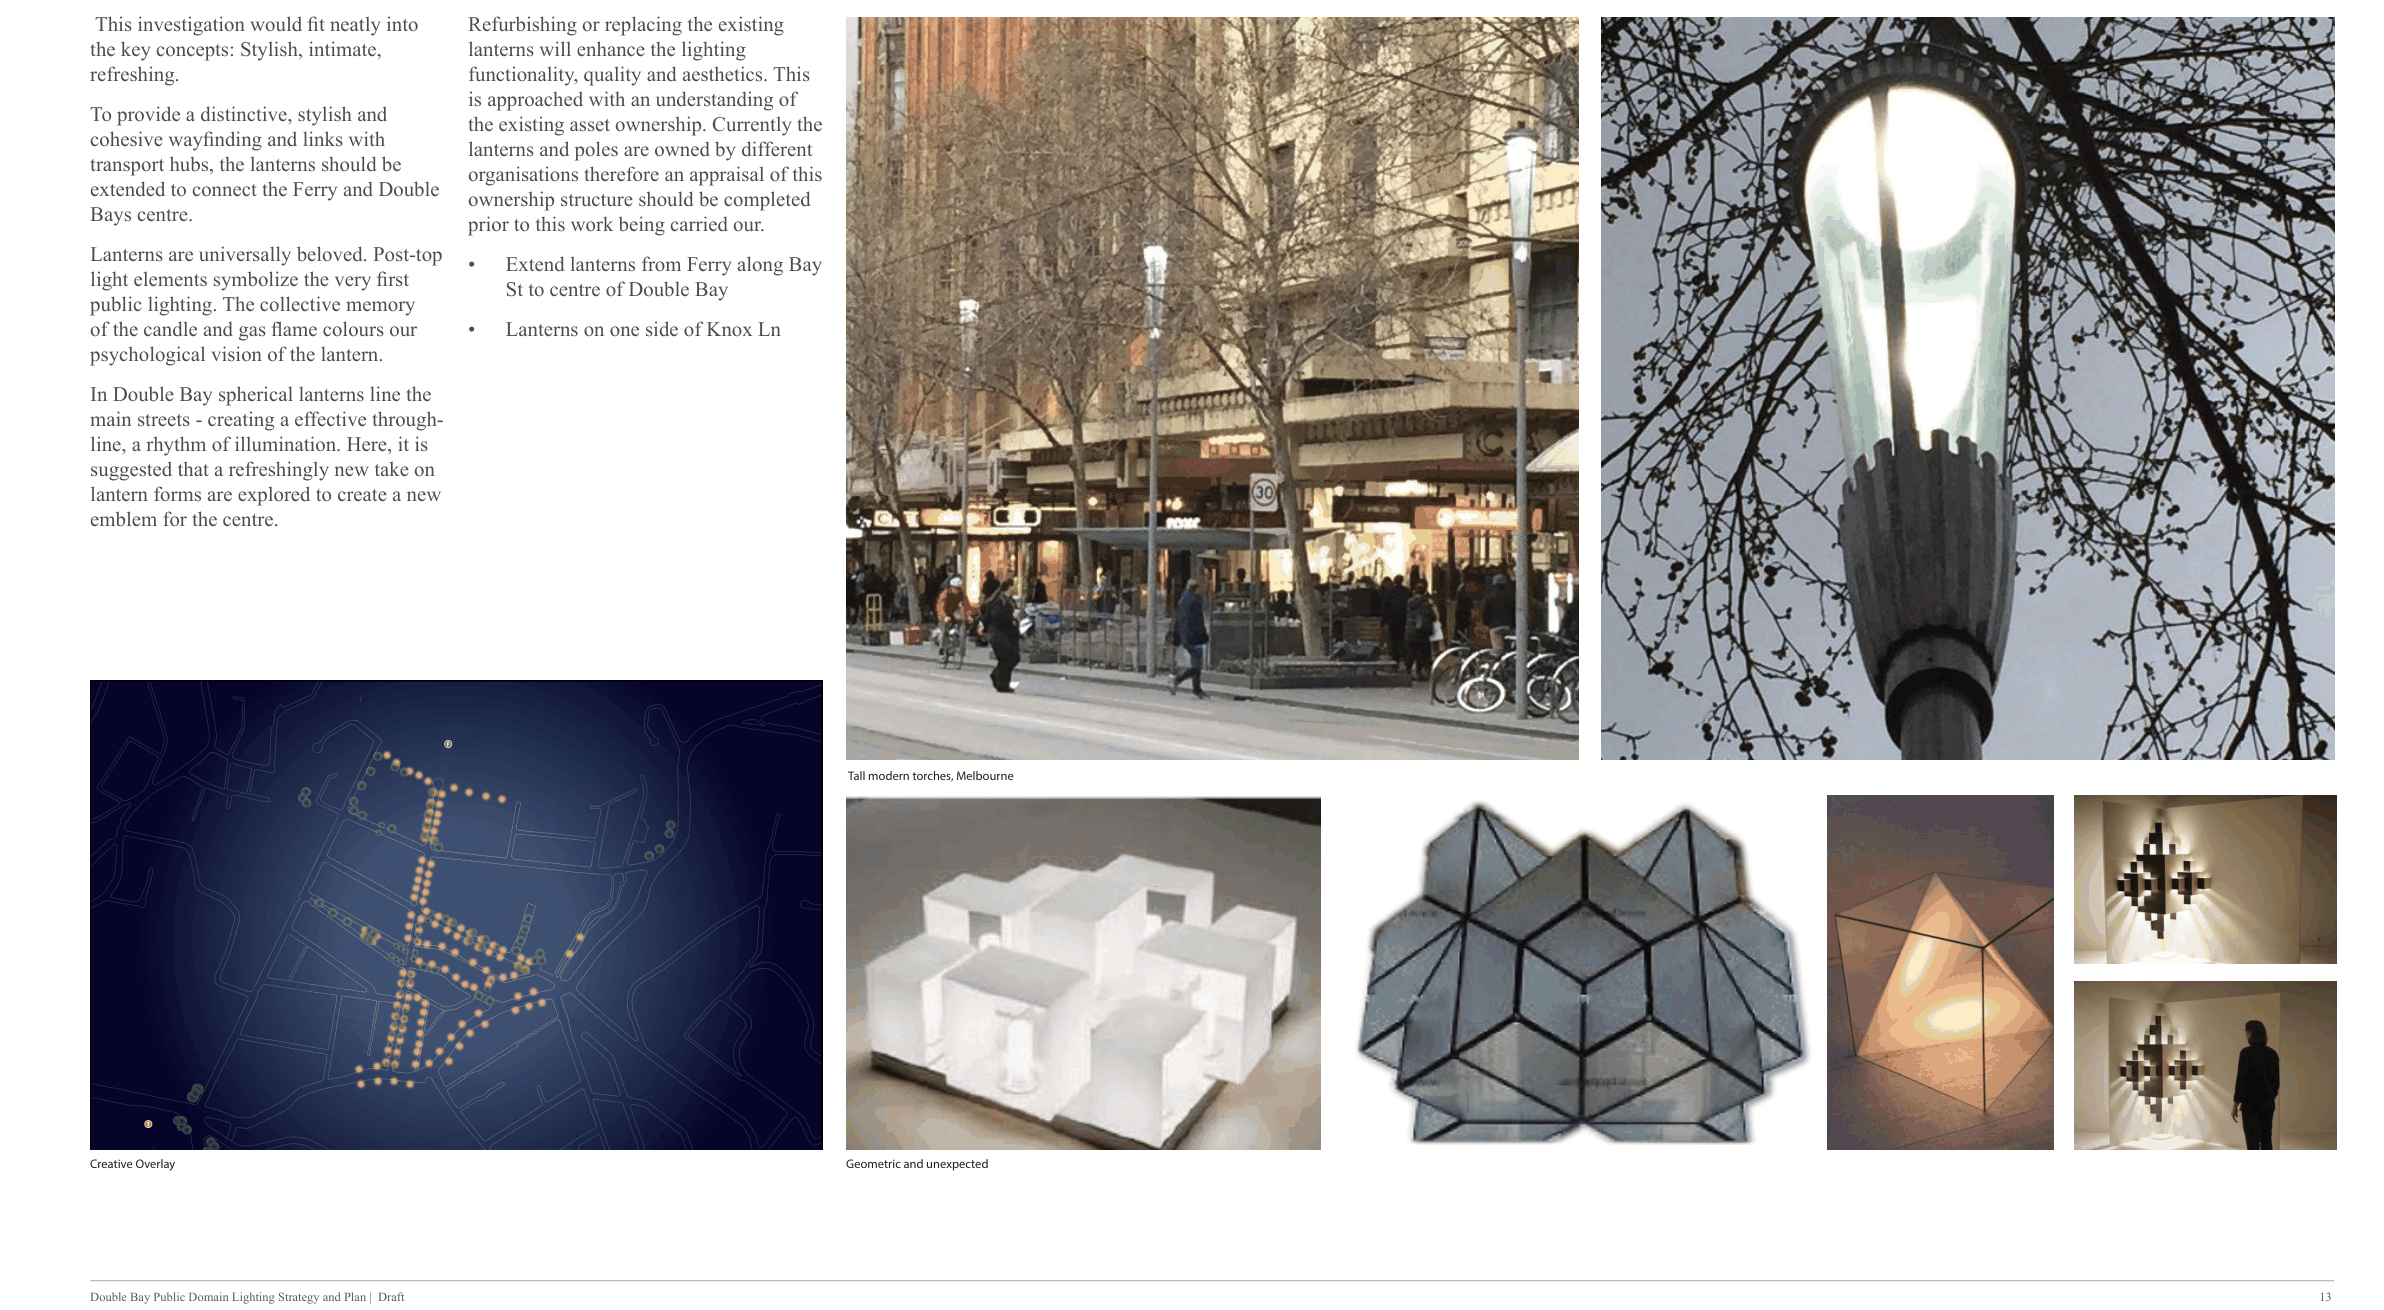 This investigation would fit neatly into
the key concepts: Stylish, intimate,
refreshing.
To provide a distinctive, stylish and
cohesive wayfinding and links with
transport hubs, the lanterns should be
extended to connect the Ferry and Double
Bays centre.
Lanterns are universally beloved. Post-top
light elements symbolize the very first
public lighting. The collective memory
of the candle and gas flame colours our
psychological vision of the lantern.
In Double Bay spherical lanterns line the
main streets - creating a effective through-
line, a rhythm of illumination. Here, it is
suggested that a refreshingly new take on
lantern forms are explored to create a new
emblem for the centre.
Refurbishing or replacing the existing
lanterns will enhance the lighting
functionality, quality and aesthetics. This
is approached with an understanding of
the existing asset ownership. Currently the
lanterns and poles are owned by different
organisations therefore an appraisal of this
ownership structure should be completed
prior to this work being carried our.
• Extend lanterns from Ferry along Bay
St to centre of Double Bay
• Lanterns on one side of Knox Ln
30
Tall modern torches, Melbourne
Creative Overlay
Geometric and unexpected
Double Bay Public Domain Lighting Strategy and Plan | Draft
13